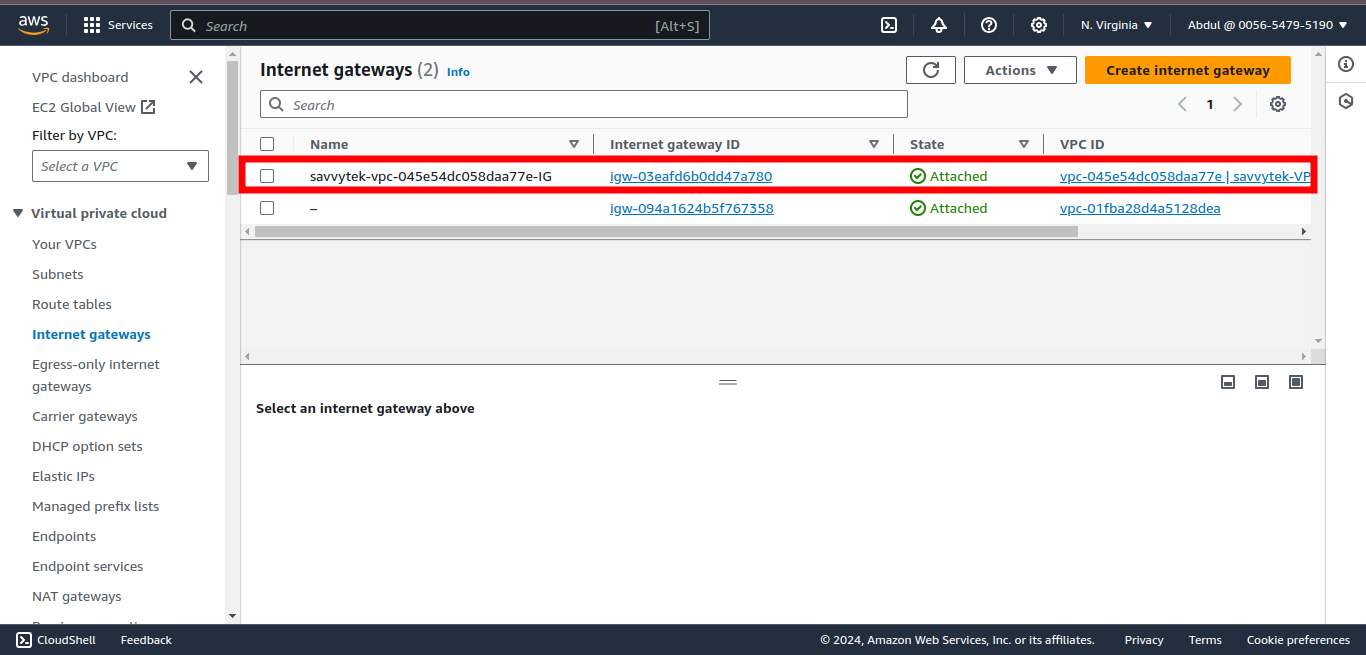 aws Services Search [Alt+S] N. Virginia Abdul @ 0056-5479-5190
VPC dashboard
EC2 Global View
Filter by VPC:
Select a VPC
Virtual private cloud
Your VPCs
Subnets
Route tables
Internet gateways
Egress-only internet
gateways
Carrier gateways
DHCP option sets
Elastic IPs
Managed prefix lists
Endpoints
Endpoint services
NAT gateways
Internet gateways (2) Info Actions Create internet gateway
Search 1
Name Internet gateway ID State VPC ID
savvytek-vpc-045e54dc058daa77e-IG igw-03eafd6b0dd47a780 Attached vpc-045e54dc058daa77e | savvytek-VP
– igw-094a1624b5f767358 Attached vpc-01fba28d4a5128dea
Select an internet gateway above
CloudShell Feedback © 2024, Amazon Web Services, Inc. or its affiliates. Privacy Terms Cookie preferences